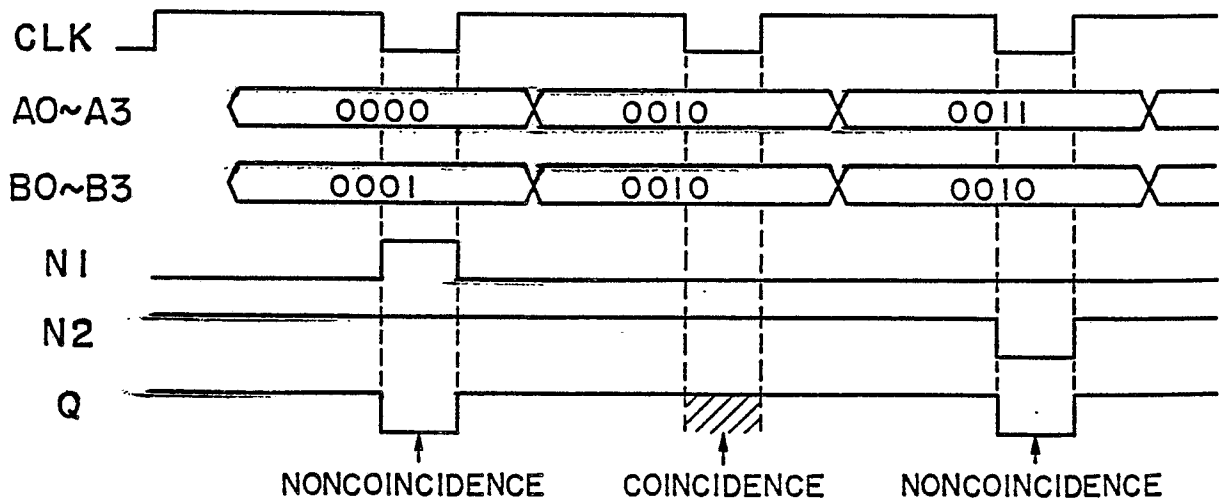 CLK
A0~A3 0000 0010 0011
B0~B3 0001 0010 0010
N1
N2
Q
NONCOINCIDENCE COINCIDENCE NONCOINCIDENCE